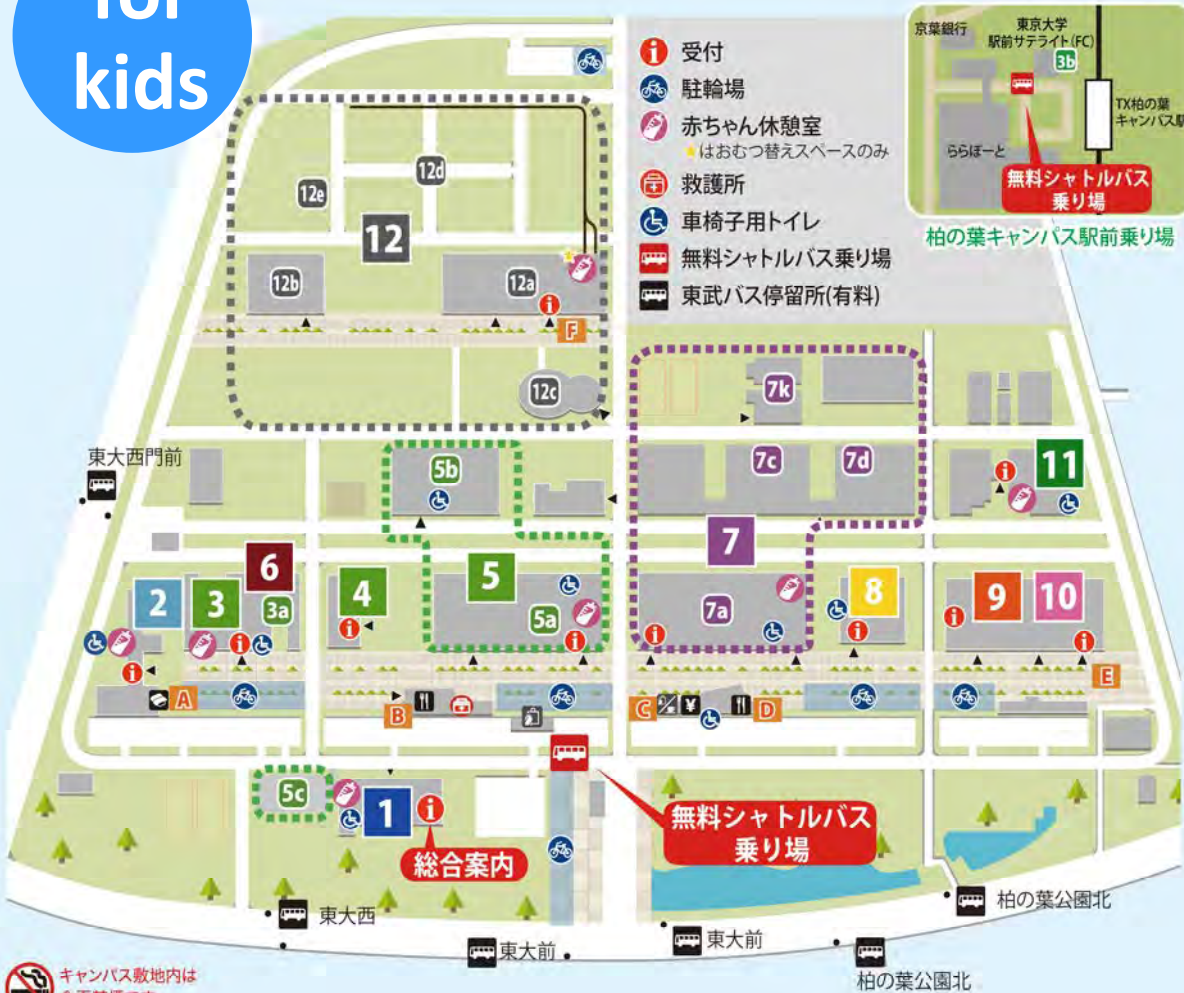 for
kids
受付
駐輪場
赤ちゃん休憩室
★はおむつ替えスペースのみ
救護所
車椅子用トイレ
無料シャトルバス乗り場
東武バス停留所(有料)
京葉銀行
東京大学
駅前サテライト(FC)
3b
TX柏の葉
キャンパス駅
ららぽーと
無料シャトルバス
乗り場
柏の葉キャンパス駅前乗り場
12d
12e
12
12b
12a
i
F
12c
7k
東大西門前
5b
7c
7d
i
11
7
2
3
6
3a
4
5
5a
7a
8
9
10
i
i
i
i
i
i
i
i
A
B
C
¥
D
E
5c
1
i
総合案内
無料シャトルバス
乗り場
東大西
東大前
東大前
柏の葉公園北
柏の葉公園北
キャンパス敷地内は